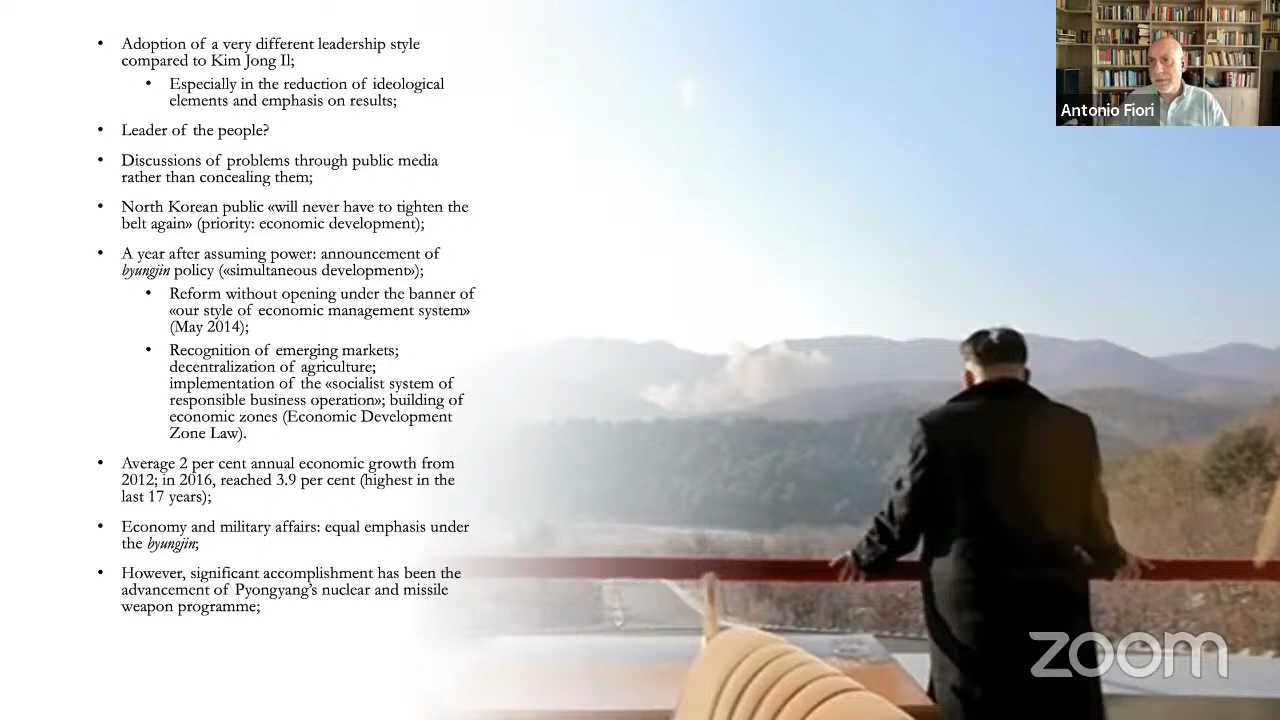 • Adoption of a very different leadership style
compared to Kim Jong Il;
• Especially in the reduction of ideological
elements and emphasis on results;
• Leader of the people?
• Discussions of problems through public media
rather than concealing them;
• North Korean public «will never have to tighten the
belt again» (priority: economic development);
• A year after assuming power: announcement of
byungjin policy («simultaneous development»);
• Reform without opening under the banner of
«our style of economic management system»
(May 2014);
• Recognition of emerging markets;
decentralization of agriculture;
implementation of the «socialist system of
responsible business operation»; building of
economic zones (Economic Development
Zone Law).
• Average 2 per cent annual economic growth from
2012; in 2016, reached 3.9 per cent (highest in the
last 17 years);
• Economy and military affairs: equal emphasis under
the byungjin;
• However, significant accomplishment has been the
advancement of Pyongyang's nuclear and missile
weapon programme;
Antonio Fiori
zoom